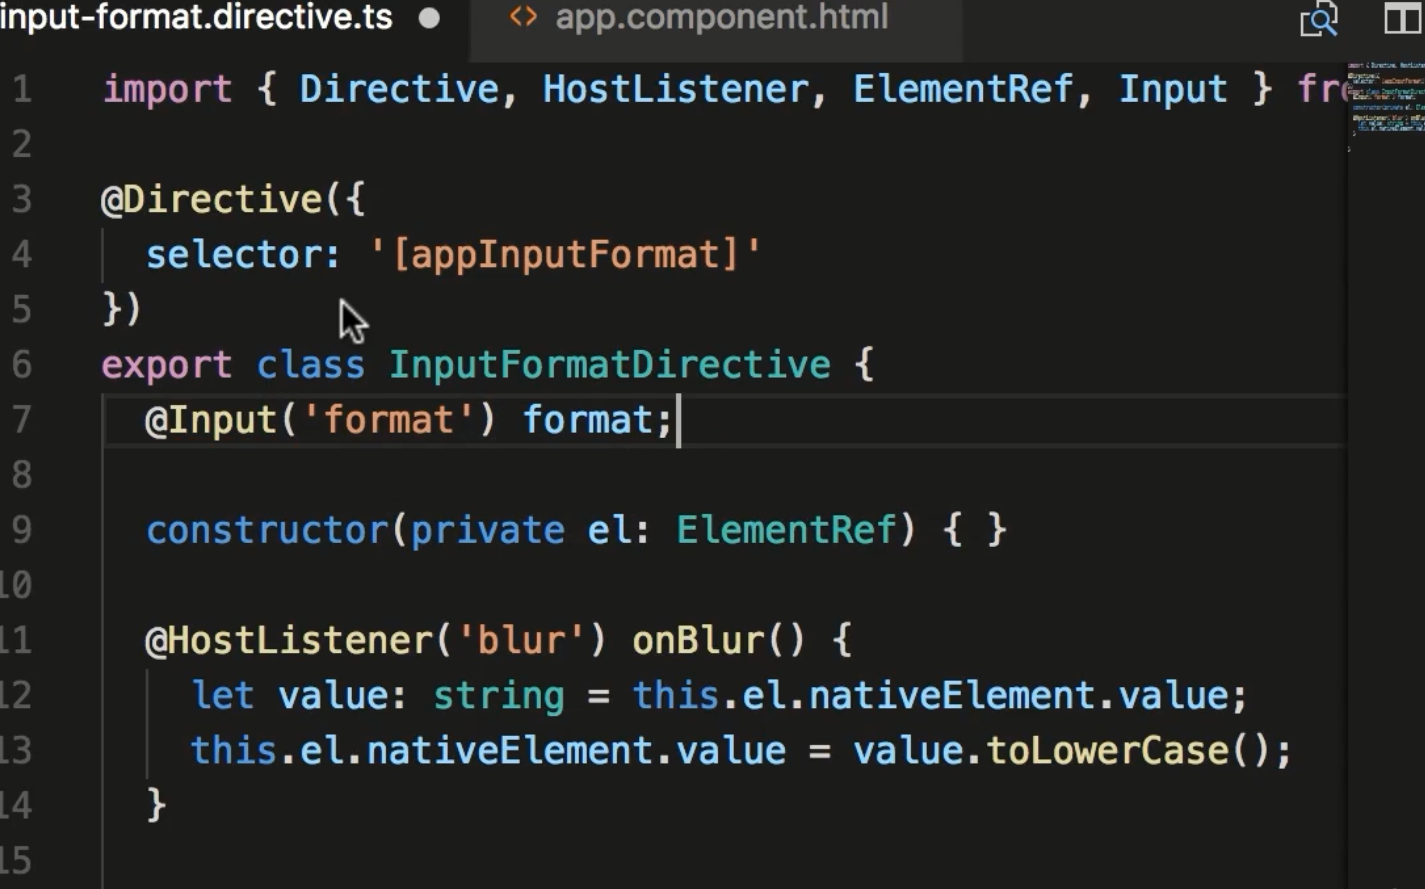 input-format.directive.ts
<> app.component.html
1 import { Directive, HostListener, ElementRef, Input }
2
3 @Directive({
4   selector: '[appInputFormat]'
5 })
6 export class InputFormatDirective {
7   @Input('format') format;
8
9   constructor(private el: ElementRef) { }
10
11   @HostListener('blur') onBlur() {
12     let value: string = this.el.nativeElement.value;
13     this.el.nativeElement.value = value.toLowerCase();
14   }
15